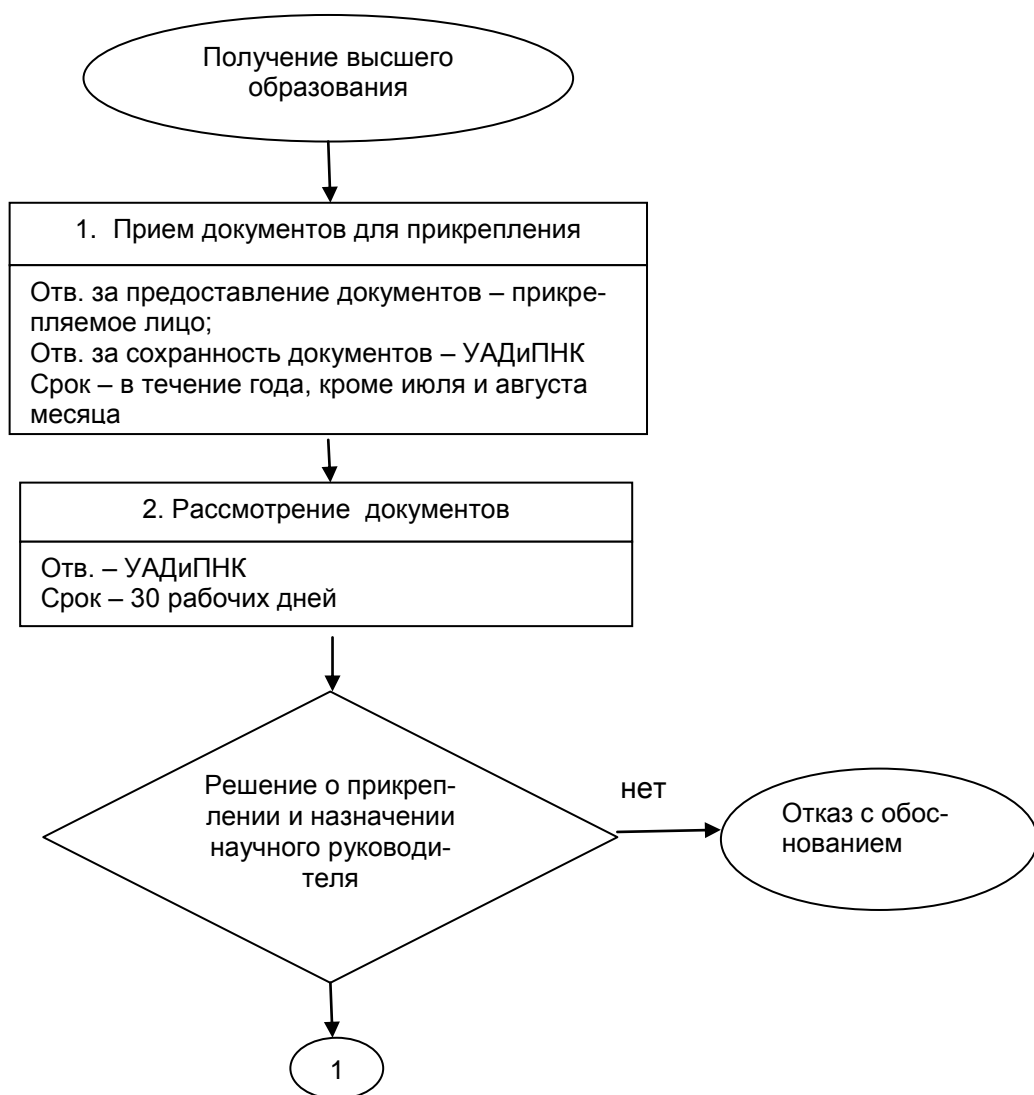 Получение высшего
образования
1. Прием документов для прикрепления
Отв. за предоставление документов – прикре-
пляемое лицо;
Отв. за сохранность документов – УАДиПНК
Срок – в течение года, кроме июля и августа
месяца
2. Рассмотрение документов
Отв. – УАДиПНК
Срок – 30 рабочих дней
Решение о прикреп-
лении и назначении
научного руководи-
теля
нет
Отказ с обос-
нованием
1